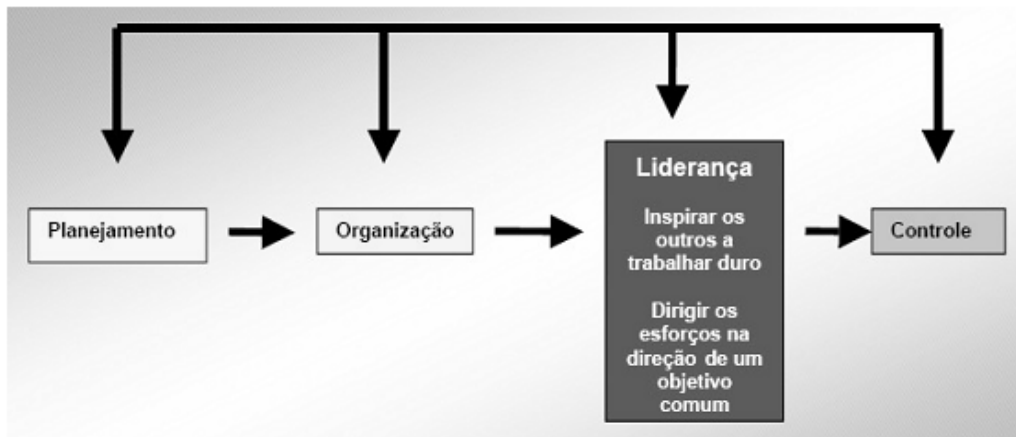 Planejamento
Organização
Liderança
Inspirar os
outros a
trabalhar duro
Dirigir os
esforços na
direção de um
objetivo
comum
Controle